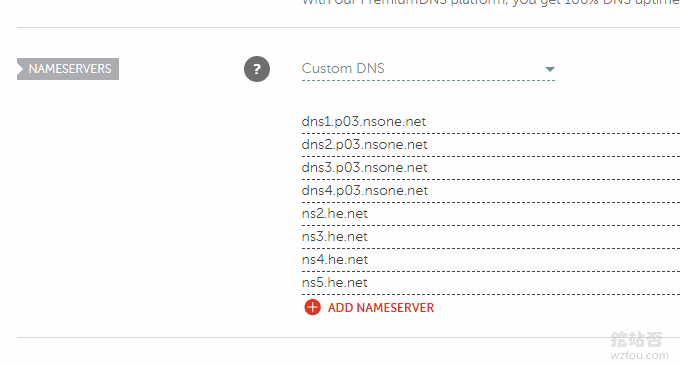 With our PremiumDNS platform, you get 100% DNS uptime
NAMESERVERS
?
Custom DNS
dns1.p03.nsone.net
dns2.p03.nsone.net
dns3.p03.nsone.net
dns4.p03.nsone.net
ns2.he.net
ns3.he.net
ns4.he.net
ns5.he.net
ADD NAMESERVER
挖站否
wzfou.com